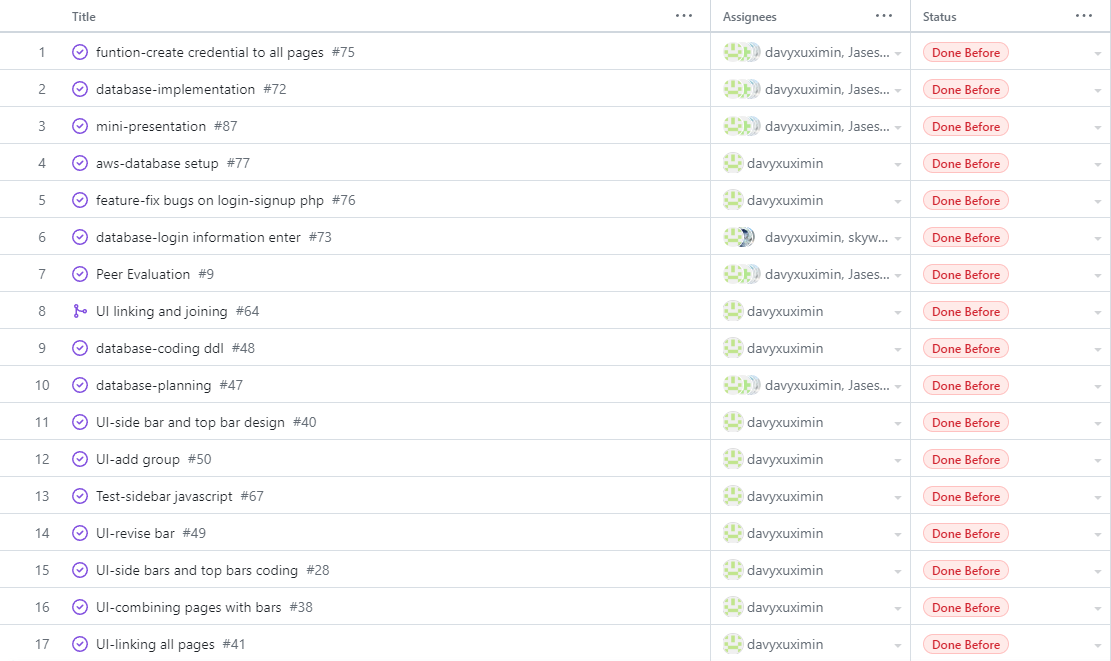 Title ... Assignees ... Status ...
1 funtion-create credential to all pages #75 davyxuximin, Jases... Done Before
2 database-implementation #72 davyxuximin, Jases... Done Before
3 mini-presentation #87 davyxuximin, Jases... Done Before
4 aws-database setup #77 davyxuximin Done Before
5 feature-fix bugs on login-signup php #76 davyxuximin Done Before
6 database-login information enter #73 davyxuximin, skyw... Done Before
7 Peer Evaluation #9 davyxuximin, Jases... Done Before
8 UI linking and joining #64 davyxuximin Done Before
9 database-coding ddl #48 davyxuximin Done Before
10 database-planning #47 davyxuximin, Jases... Done Before
11 UI-side bar and top bar design #40 davyxuximin Done Before
12 UI-add group #50 davyxuximin Done Before
13 Test-sidebar javascript #67 davyxuximin Done Before
14 UI-revise bar #49 davyxuximin Done Before
15 UI-side bars and top bars coding #28 davyxuximin Done Before
16 UI-combining pages with bars #38 davyxuximin Done Before
17 UI-linking all pages #41 davyxuximin Done Before